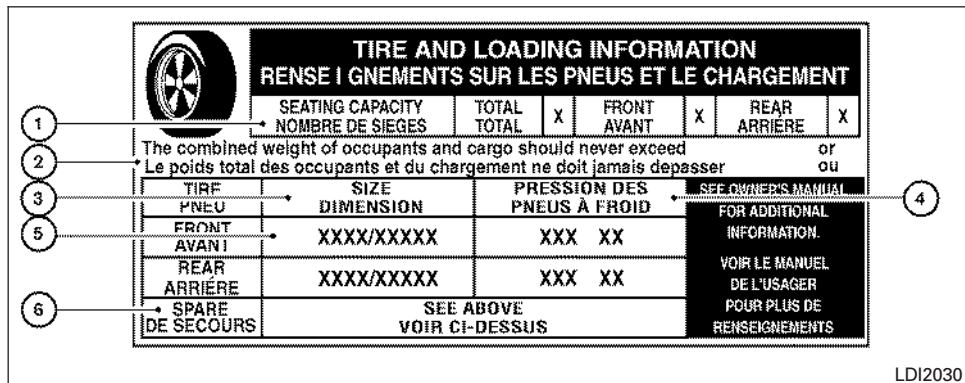 TIRE AND LOADING INFORMATION
RENSE I GNEMENTS SUR LES PNEUS ET LE CHARGEMENT
1 SEATING CAPACITY TOTAL X FRONT X REAR X
NOMBRE DE SIEGES TOTAL AVANT ARRIÈRE
The combined weight of occupants and cargo should never exceed or
2 Le poids total des occupants et du chargement ne doit jamais depasser ou
3 TIRE SIZE PRESSION DES 4
PNEU DIMENSION PNEUS À FROID
5 FRONT XXXX/XXXXX XXX XX
AVANT
REAR XXXX/XXXXX XXX XX
ARRIÉRE
6 SPARE SEE ABOVE
DE SECOURS VOIR CI-DESSUS
SEE OWNER'S MANUAL
FOR ADDITIONAL
INFORMATION.
VOIR LE MANUEL
DE L'USAGER
POUR PLUS DE
RENSEIGNEMENTS
LDI2030